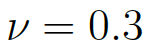 ν = 0.3